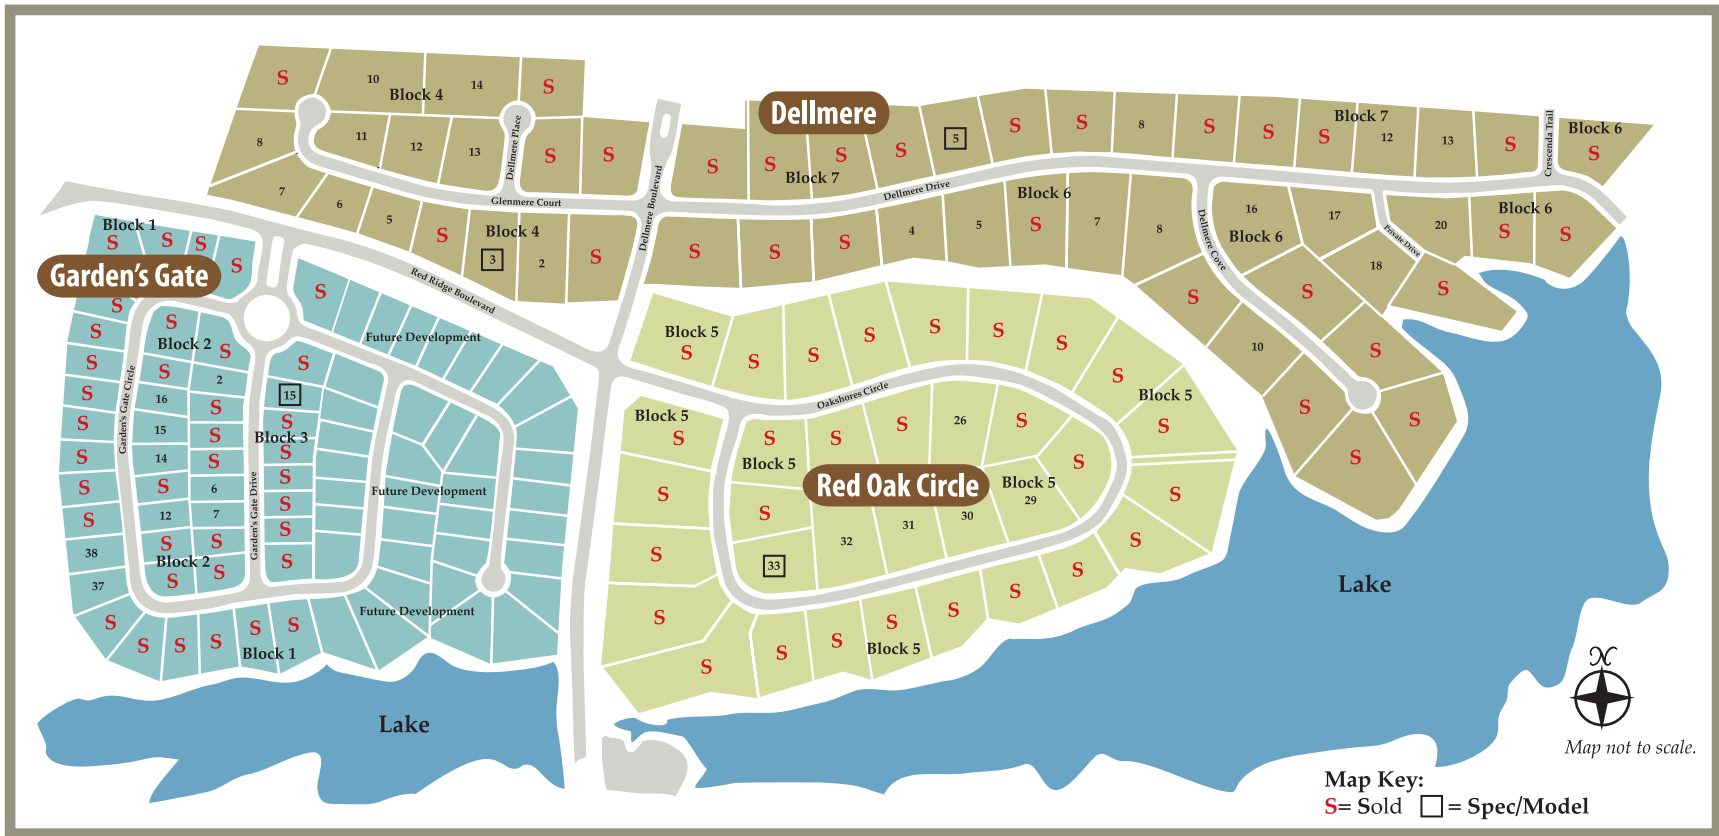 S
10
14
S
Block 4
8
11
12
13
S
S
Dellmere Place
7
6
5
S
Glenmere Court
Block 4
3
2
S
Dellmere Boulevard
Red Ridge Boulevard
Dellmere
S
S
S
S
5
S
S
8
S
S
S
Block 7
12
13
S
Crescenda Trail
Block 6
S
Block 7
Dellmere Drive
S
S
S
4
5
Block 6
S
7
8
Dellmere Cove
16
Block 6
17
18
Private Drive
20
Block 6
S
S
S
S
S
10
S
S
S
S
Block 1
S
S
S
S
Garden's Gate
S
S
S
S
S
S
S
S
38
37
S
S
S
S
S
S
Block 1
Garden's Gate Circle
S
Block 2
S
S
2
16
S
15
S
14
S
S
6
12
7
S
S
Block 2
S
S
Garden's Gate Drive
S
S
15
S
Block 3
S
S
S
S
S
Future Development
Future Development
Future Development
Block 5
S
S
S
S
S
S
S
S
Block 5
S
S
S
S
S
S
S
Block 5
S
S
S
S
S
S
S
Block 5
S
Oakshores Circle
S
Block 5
S
S
26
S
S
Block 5
29
30
31
32
S
33
Red Oak Circle
Lake
Lake
N
Map not to scale.
Map Key:
S= Sold = Spec/Model